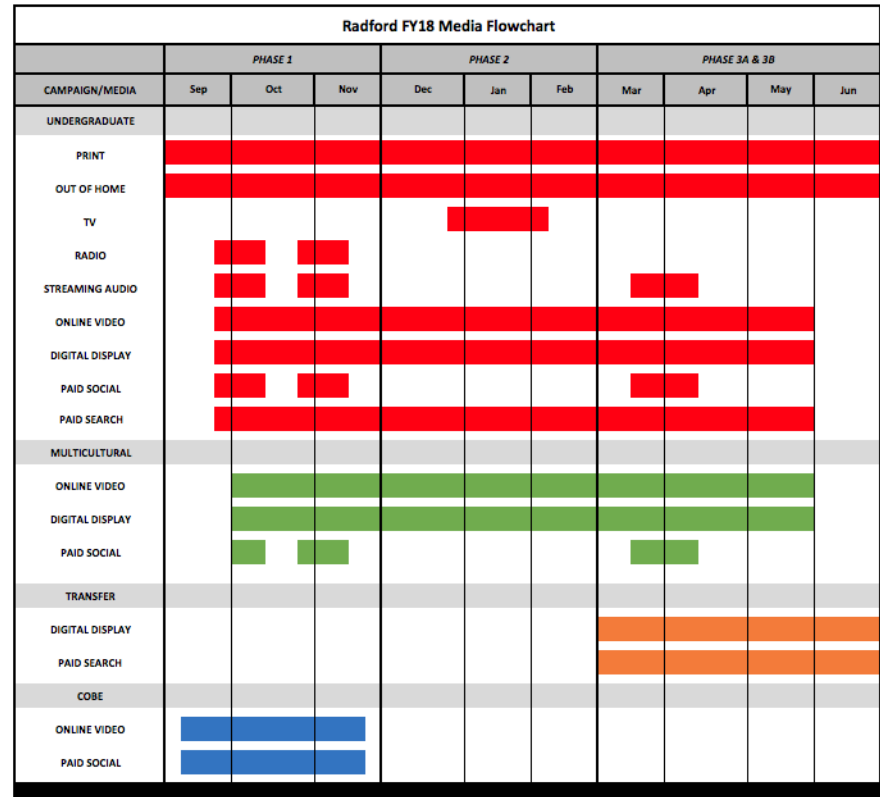 Radford FY18 Media Flowchart
PHASE 1 PHASE 2 PHASE 3A & 3B
CAMPAIGN/MEDIA Sep Oct Nov Dec Jan Feb Mar Apr May Jun
UNDERGRADUATE
PRINT
OUT OF HOME
TV
RADIO
STREAMING AUDIO
ONLINE VIDEO
DIGITAL DISPLAY
PAID SOCIAL
PAID SEARCH
MULTICULTURAL
ONLINE VIDEO
DIGITAL DISPLAY
PAID SOCIAL
TRANSFER
DIGITAL DISPLAY
PAID SEARCH
COBE
ONLINE VIDEO
PAID SOCIAL